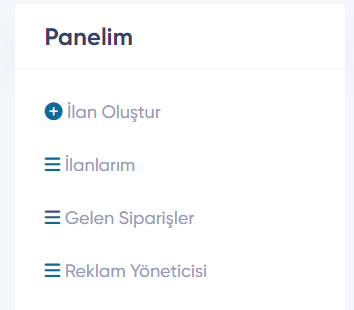 Panelim
İlan Oluştur
İlanlarım
Gelen Siparişler
Reklam Yöneticisi